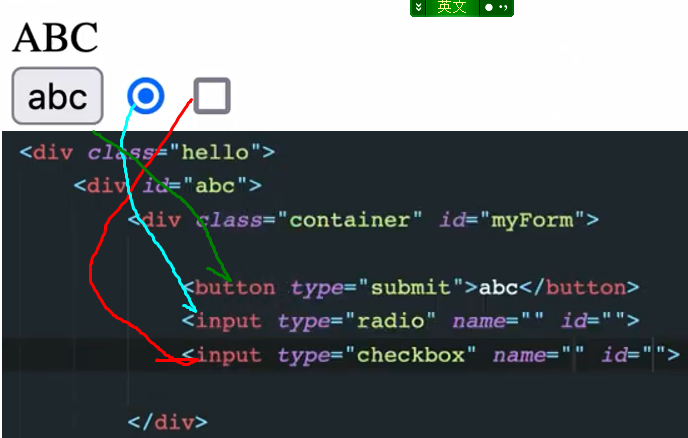 英文
ABC
abc
<div class="hello">
<div id="abc">
<div class="container" id="myForm">
<button type="submit">abc</button>
<input type="radio" name="" id="">
<input type="checkbox" name="" id="">
</div>